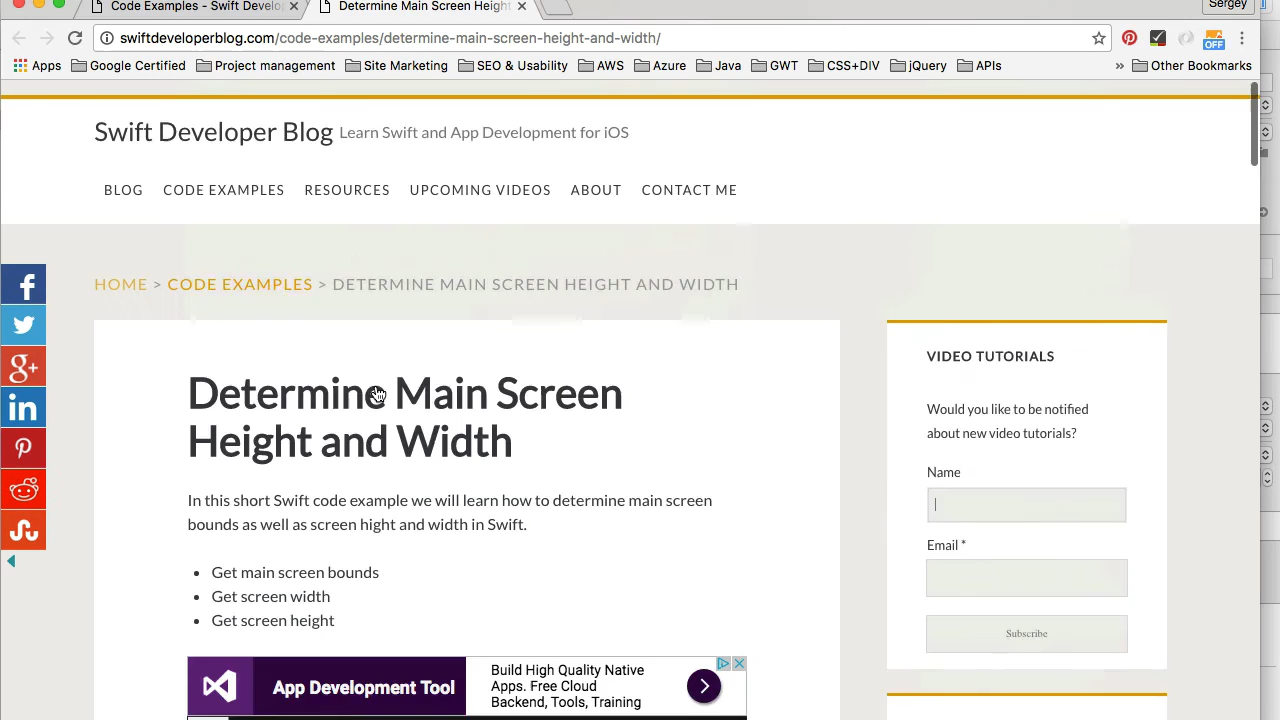 Code Examples - Swift Develo
Determine Main Screen Height
Sergey
swiftdeveloperblog.com/code-examples/determine-main-screen-height-and-width/
OFF
Apps Google Certified Project management Site Marketing SEO & Usability AWS Azure Java GWT CSS+DIV jQuery APIs » Other Bookmarks
Swift Developer Blog Learn Swift and App Development for iOS
BLOG CODE EXAMPLES RESOURCES UPCOMING VIDEOS ABOUT CONTACT ME
HOME > CODE EXAMPLES > DETERMINE MAIN SCREEN HEIGHT AND WIDTH
Determine Main Screen
Height and Width
In this short Swift code example we will learn how to determine main screen
bounds as well as screen hight and width in Swift.
• Get main screen bounds
• Get screen width
• Get screen height
App Development Tool
Build High Quality Native
Apps. Free Cloud
Backend, Tools, Training
VIDEO TUTORIALS
Would you like to be notified
about new video tutorials?
Name
Email *
Subscribe